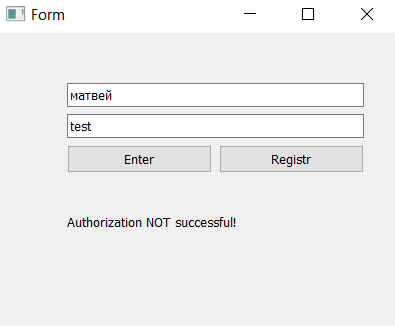 Form
матвей
test
Enter Registr
Authorization NOT successful!